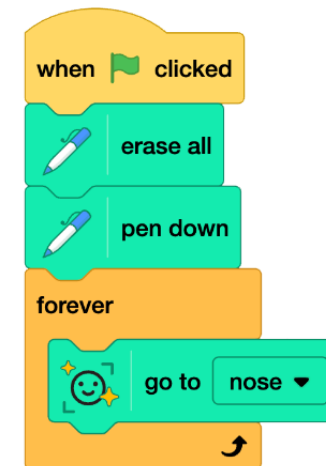 when clicked
erase all
pen down
forever
go to nose